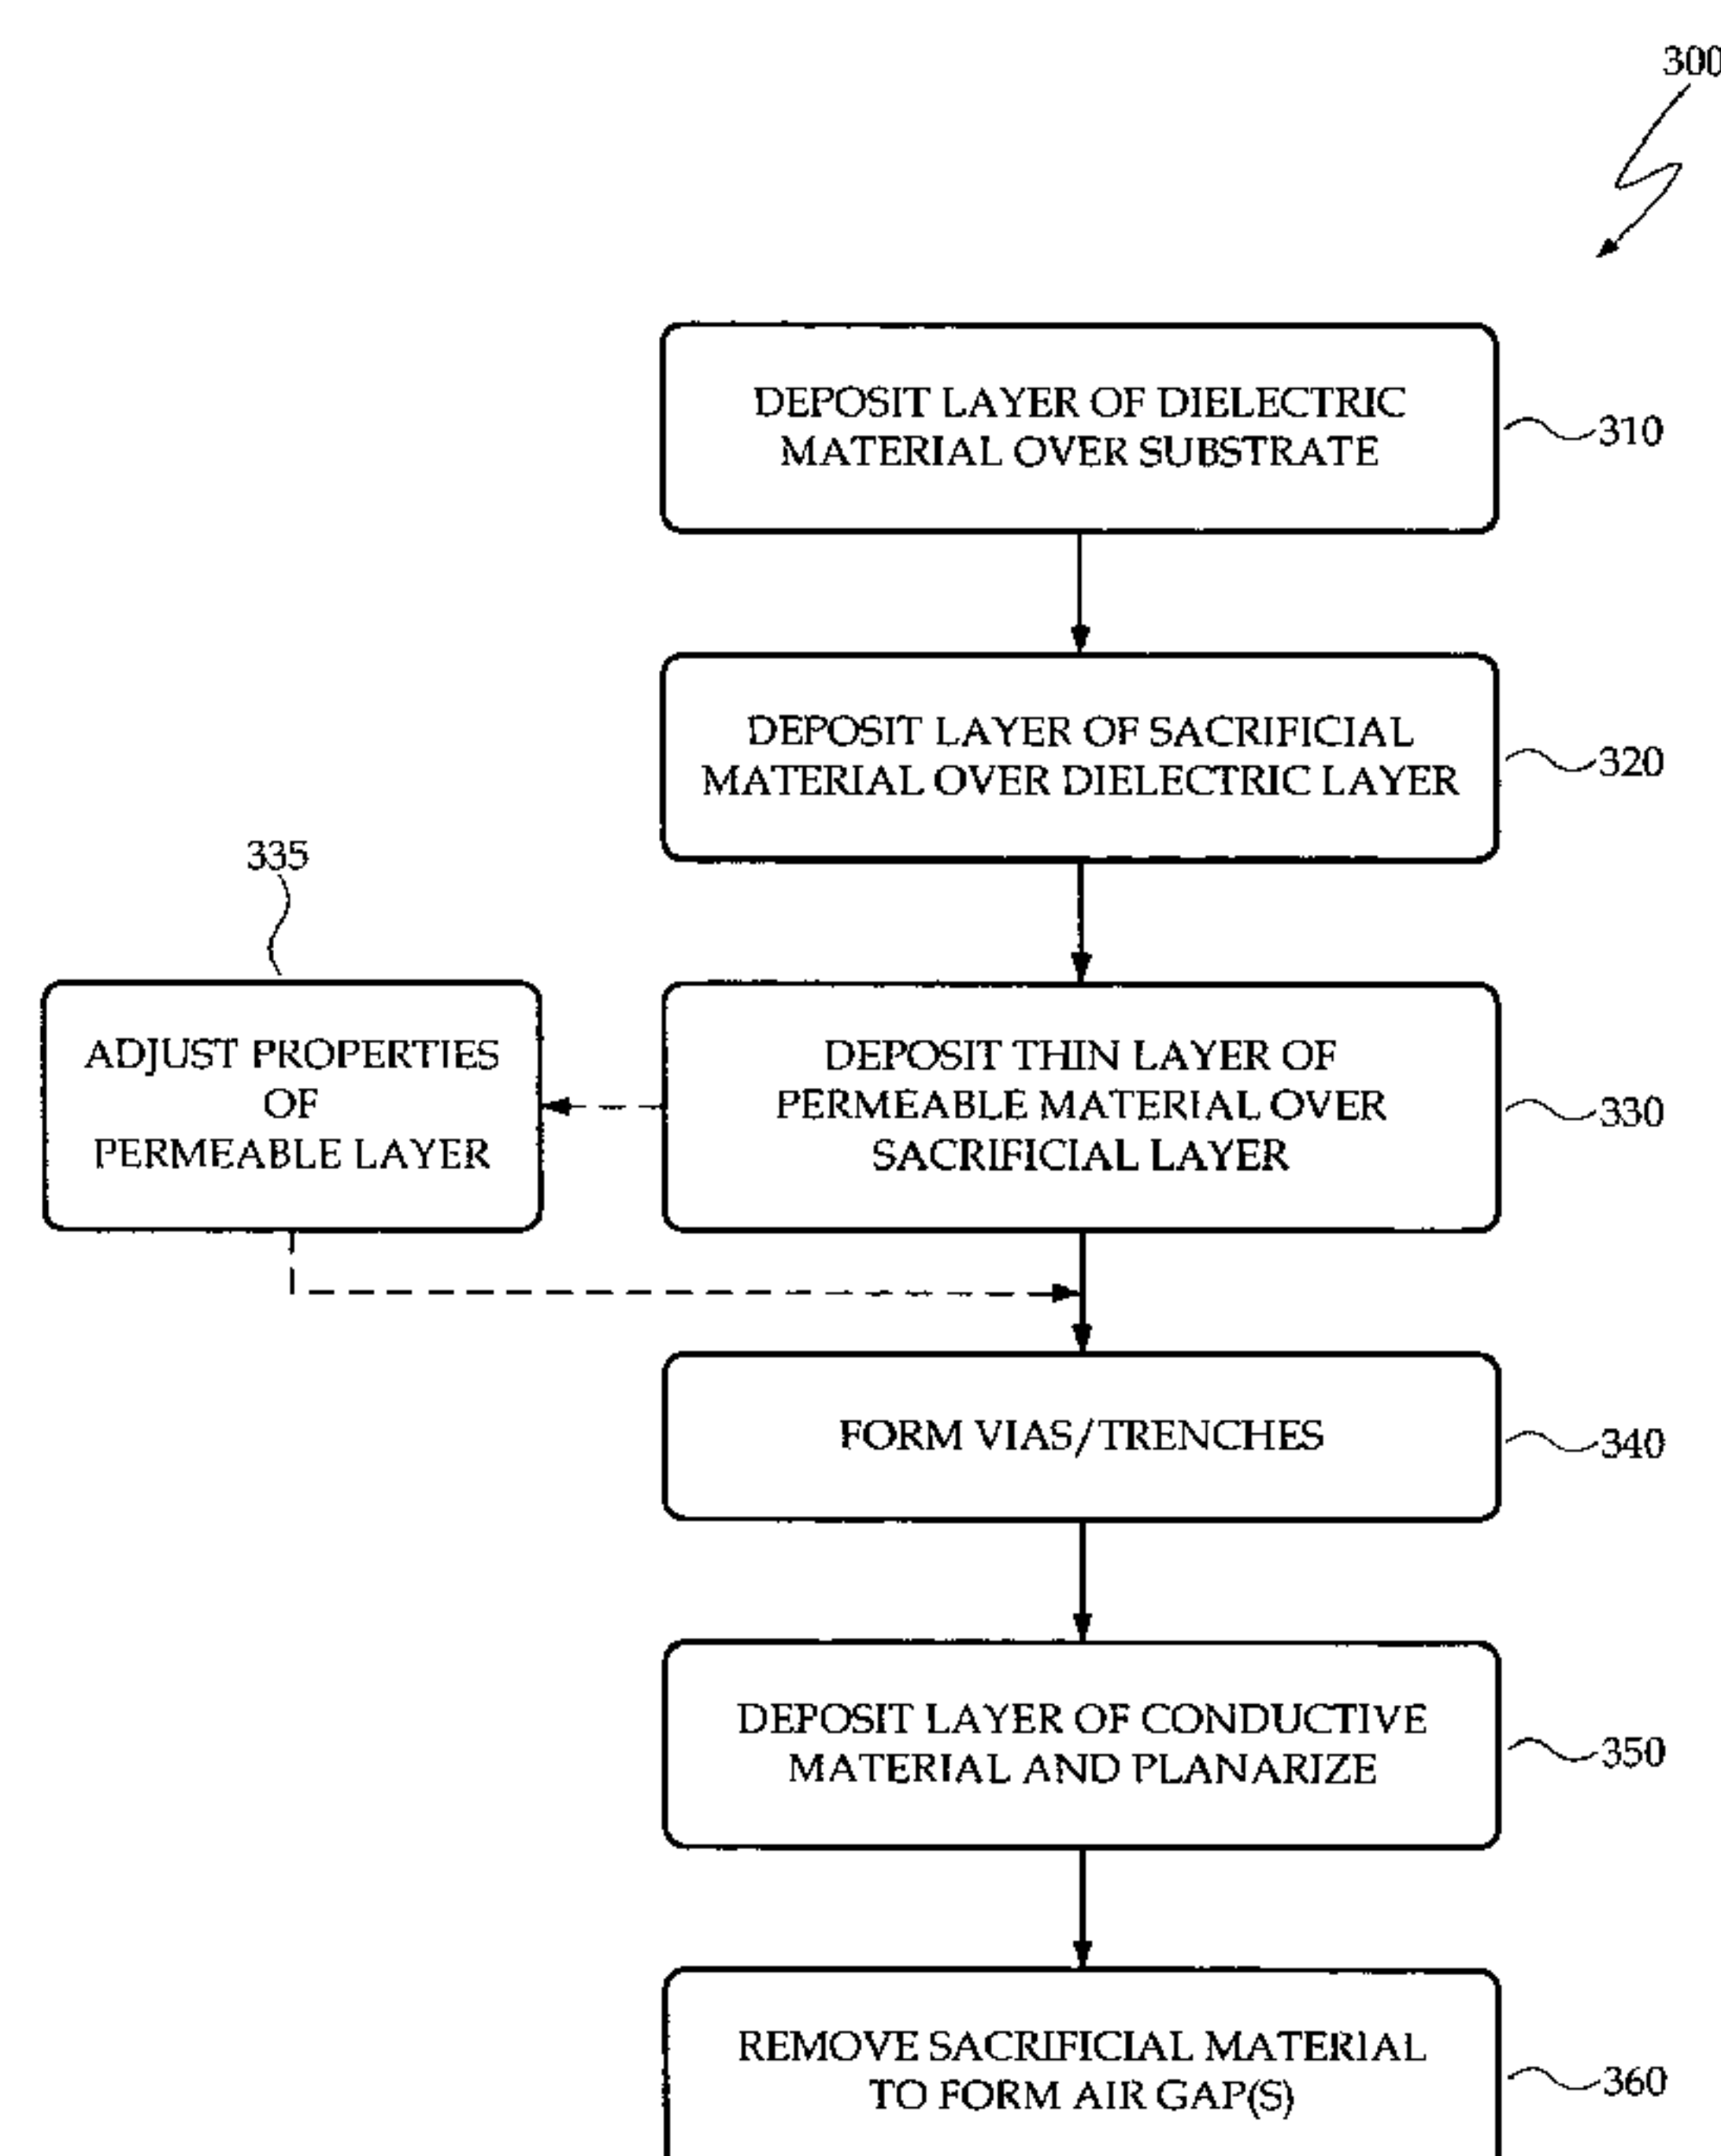 300
DEPOSIT LAYER OF DIELECTRIC
MATERIAL OVER SUBSTRATE
310
DEPOSIT LAYER OF SACRIFICIAL
MATERIAL OVER DIELECTRIC LAYER
320
335
ADJUST PROPERTIES
OF
PERMEABLE LAYER
DEPOSIT THIN LAYER OF
PERMEABLE MATERIAL OVER
SACRIFICIAL LAYER
330
FORM VIAS/TRENCHES
340
DEPOSIT LAYER OF CONDUCTIVE
MATERIAL AND PLANARIZE
350
REMOVE SACRIFICIAL MATERIAL
TO FORM AIR GAP(S)
360